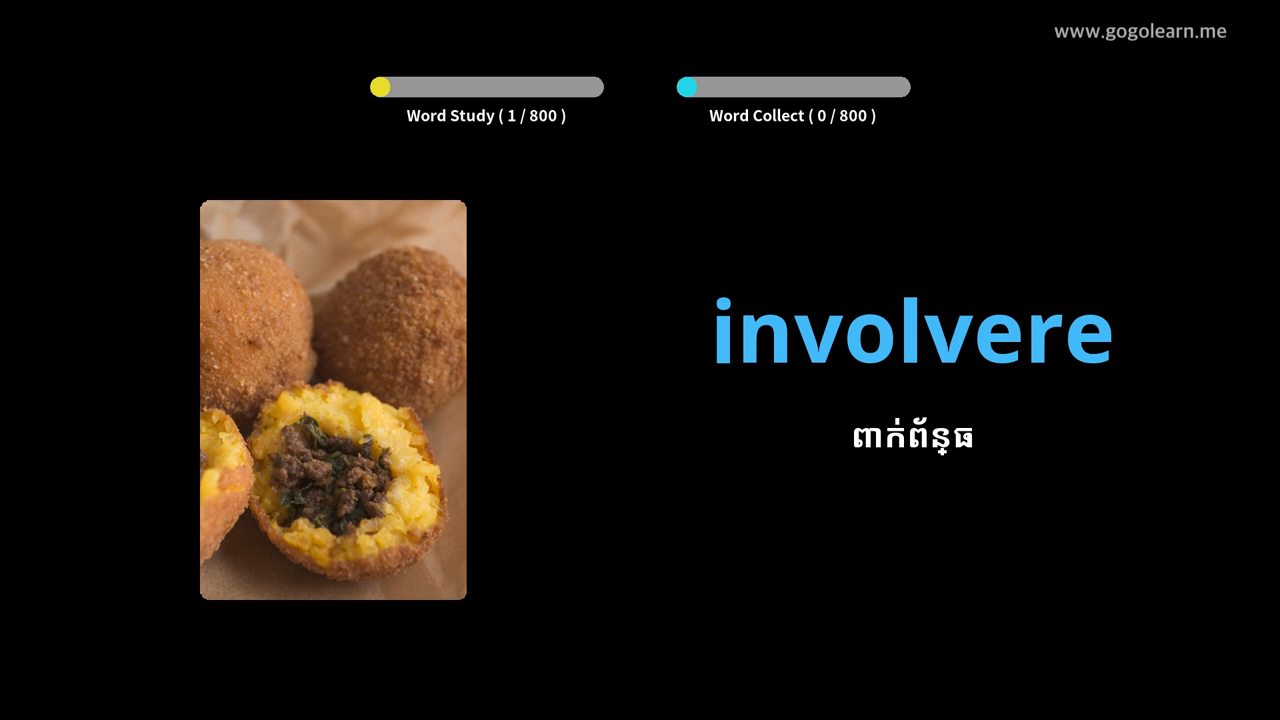 www.gogolearn.me
Word Study ( 1 / 800 )
Word Collect ( 0 / 800 )
involvere
ពាក់ព័ន្ធ